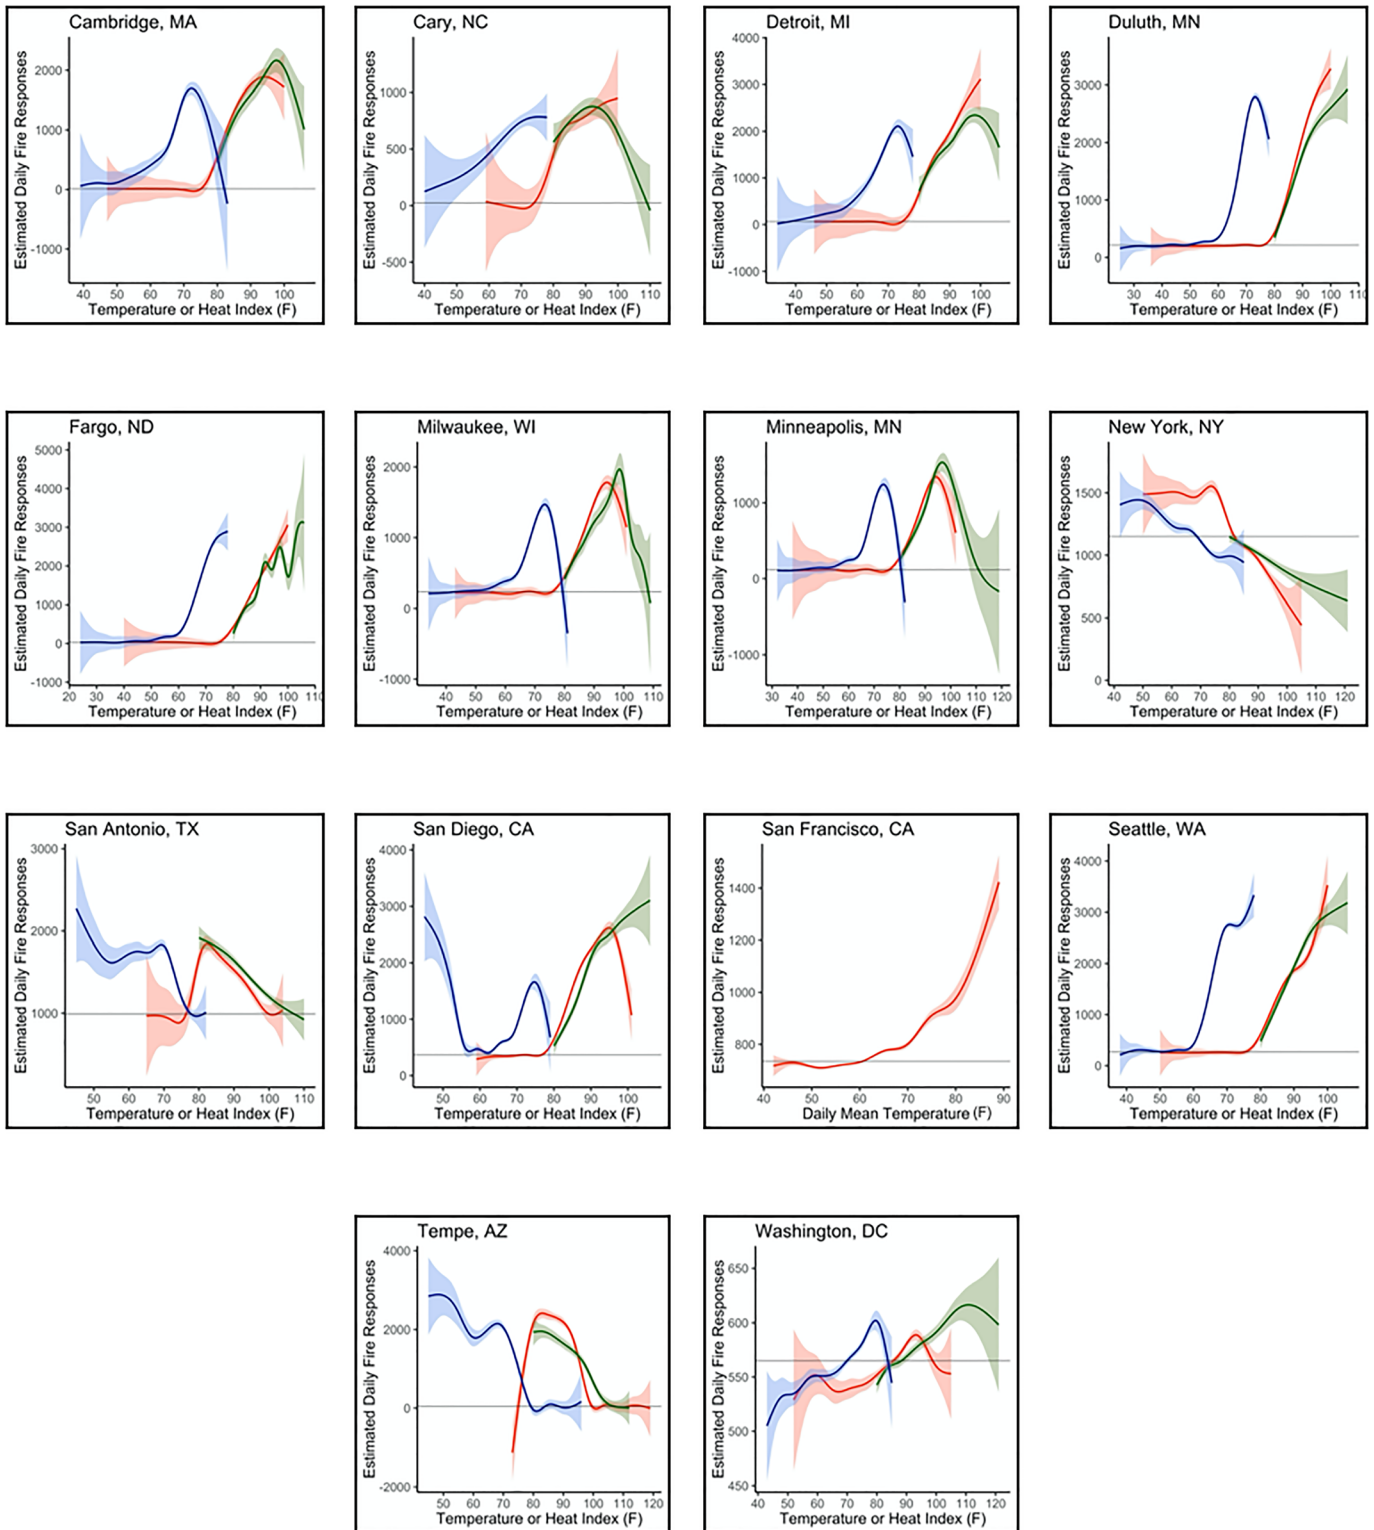 Cambridge, MA
Estimated Daily Fire Responses
2000
1000
0
-1000
40 50 60 70 80 90 100
Temperature or Heat Index (F)
Cary, NC
Estimated Daily Fire Responses
1000
500
0
-500
40 50 60 70 80 90 100 110
Temperature or Heat Index (F)
Detroit, MI
Estimated Daily Fire Responses
4000
3000
2000
1000
0
-1000
40 50 60 70 80 90 100
Temperature or Heat Index (F)
Duluth, MN
Estimated Daily Fire Responses
3000
2000
1000
0
30 40 50 60 70 80 90 100 110
Temperature or Heat Index (F)
Fargo, ND
Estimated Daily Fire Responses
5000
4000
3000
2000
1000
0
-1000
20 30 40 50 60 70 80 90 100 110
Temperature or Heat Index (F)
Milwaukee, WI
Estimated Daily Fire Responses
2000
1000
0
-1000
40 50 60 70 80 90 100 110
Temperature or Heat Index (F)
Minneapolis, MN
Estimated Daily Fire Responses
1000
0
-1000
30 40 50 60 70 80 90 100 110 120
Temperature or Heat Index (F)
New York, NY
Estimated Daily Fire Responses
1500
1000
500
0
40 50 60 70 80 90 100 110 120
Temperature or Heat Index (F)
San Antonio, TX
Estimated Daily Fire Responses
3000
2000
1000
50 60 70 80 90 100 110
Temperature or Heat Index (F)
San Diego, CA
Estimated Daily Fire Responses
4000
3000
2000
1000
0
50 60 70 80 90 100
Temperature or Heat Index (F)
San Francisco, CA
Estimated Daily Fire Responses
1400
1200
1000
800
40 50 60 70 80 90
Daily Mean Temperature (F)
Seattle, WA
Estimated Daily Fire Responses
4000
3000
2000
1000
0
40 50 60 70 80 90 100
Temperature or Heat Index (F)
Tempe, AZ
Estimated Daily Fire Responses
4000
2000
0
-2000
50 60 70 80 90 100 110 120
Temperature or Heat Index (F)
Washington, DC
Estimated Daily Fire Responses
650
600
550
500
450
40 50 60 70 80 90 100 110 120
Temperature or Heat Index (F)